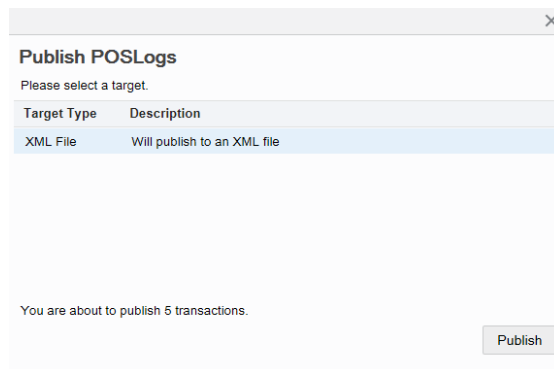 Publish POSLogs
Please select a target.
Target Type Description
XML File Will publish to an XML file
You are about to publish 5 transactions.
Publish